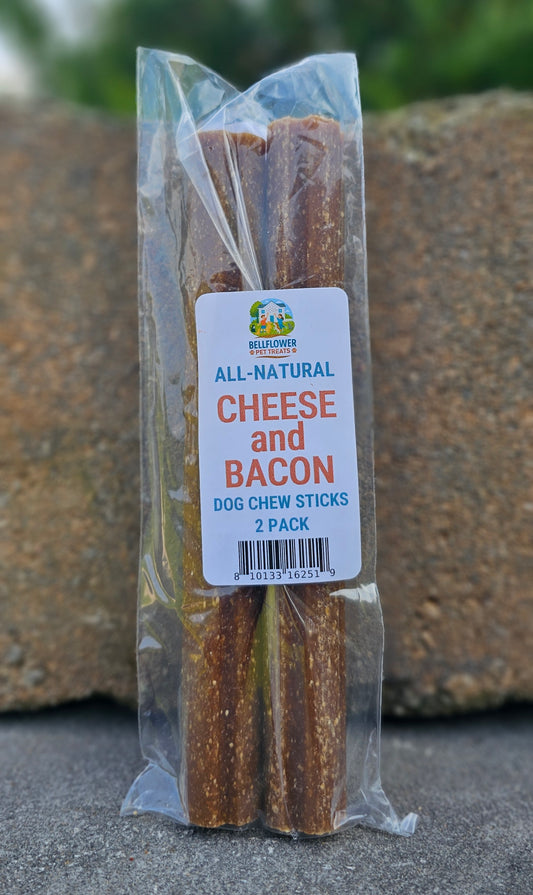 BELLFLOWER
PET TREATS
ALL-NATURAL
CHEESE
and
BACON
DOG CHEW STICKS
2 PACK
8 10133 16251 9